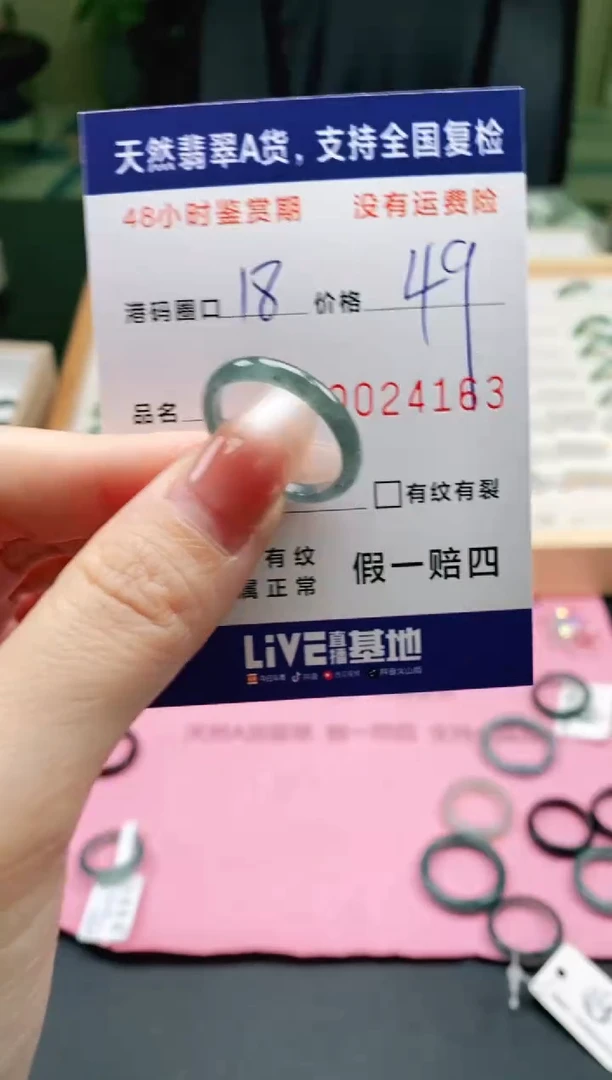 天然翡翠A货，支持全国复检
48小时鉴赏期 没有运费险
港码圈口 18 价格 49
品名 0024163
□有纹有裂
有纹 假一赔四
属正常
LiVE直播基地